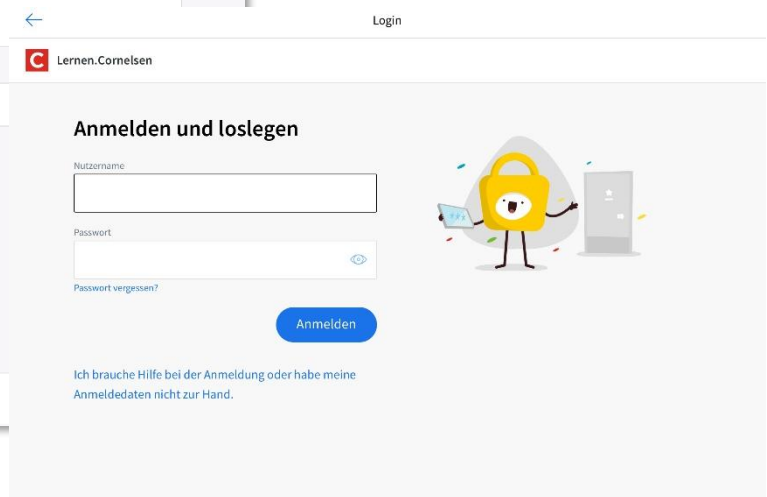 Login
Lernen.Cornelsen
Anmelden und loslegen
Nutzername
Passwort
Passwort vergessen?
Anmelden
Ich brauche Hilfe bei der Anmeldung oder habe meine
Anmeldedaten nicht zur Hand.